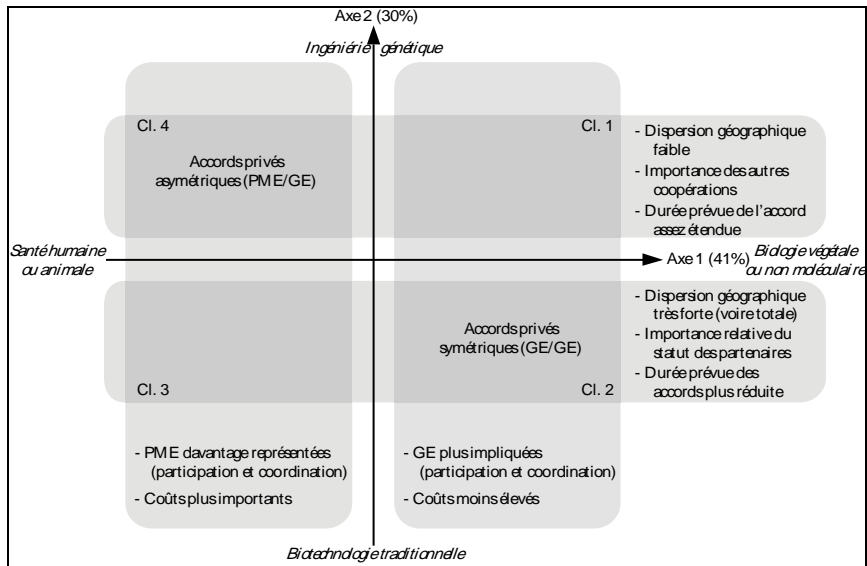 Axe 2 (30%)
Ingéniérie génétique
Cl. 4
Accords privés
asymétriques (PME/GE)
Cl. 1
- Dispersion géographique
faible
- Importance des autres
coopérations
- Durée prévue de l'accord
assez étendue
Santé humaine
ou animale
Axe 1 (41%)
Biologie végétale
ou non moléculaire
Accords privés
symétriques (GE/GE)
- Dispersion géographique
très forte (voire totale)
- Importance relative du
statut des partenaires
- Durée prévue des
accords plus réduite
Cl. 3
Cl. 2
- PME davantage représentées
(participation et coordination)
- Coûts plus importants
- GE plus impliquées
(participation et coordination)
- Coûts moins élevés
Biotechnologie traditionnelle